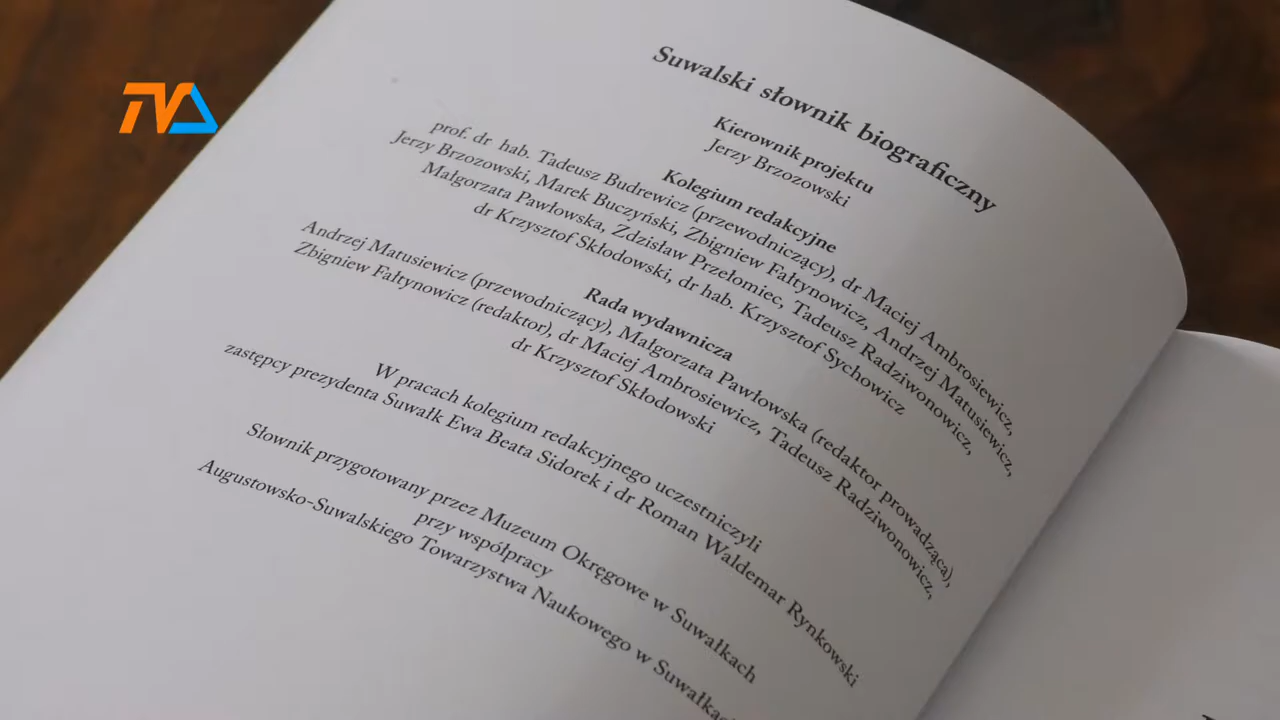 TVA
Suwalski słownik biograficzny
Kierownik projektu
Jerzy Brzozowski
Kolegium redakcyjne
prof. dr hab. Tadeusz Budrewicz (przewodniczący), dr Maciej Ambrosiewicz,
Jerzy Brzozowski, Marek Buczyński, Zbigniew Fałtynowicz, Andrzej Matusiewicz,
Małgorzata Pawłowska, Zdzisław Przełomiec, Tadeusz Radziwonowicz,
dr Krzysztof Skłodowski, dr hab. Krzysztof Sychowicz
Rada wydawnicza
Andrzej Matusiewicz (przewodniczący), Małgorzata Pawłowska (redaktor prowadząca),
Zbigniew Fałtynowicz (redaktor), dr Maciej Ambrosiewicz, Tadeusz Radziwonowicz,
dr Krzysztof Skłodowski
W pracach kolegium redakcyjnego uczestniczyli
zastępcy prezydenta Suwałk Ewa Beata Sidorek i dr Roman Waldemar Rynkowski
Słownik przygotowany przez Muzeum Okręgowe w Suwałkach
przy współpracy
Augustowsko-Suwalskiego Towarzystwa Naukowego w